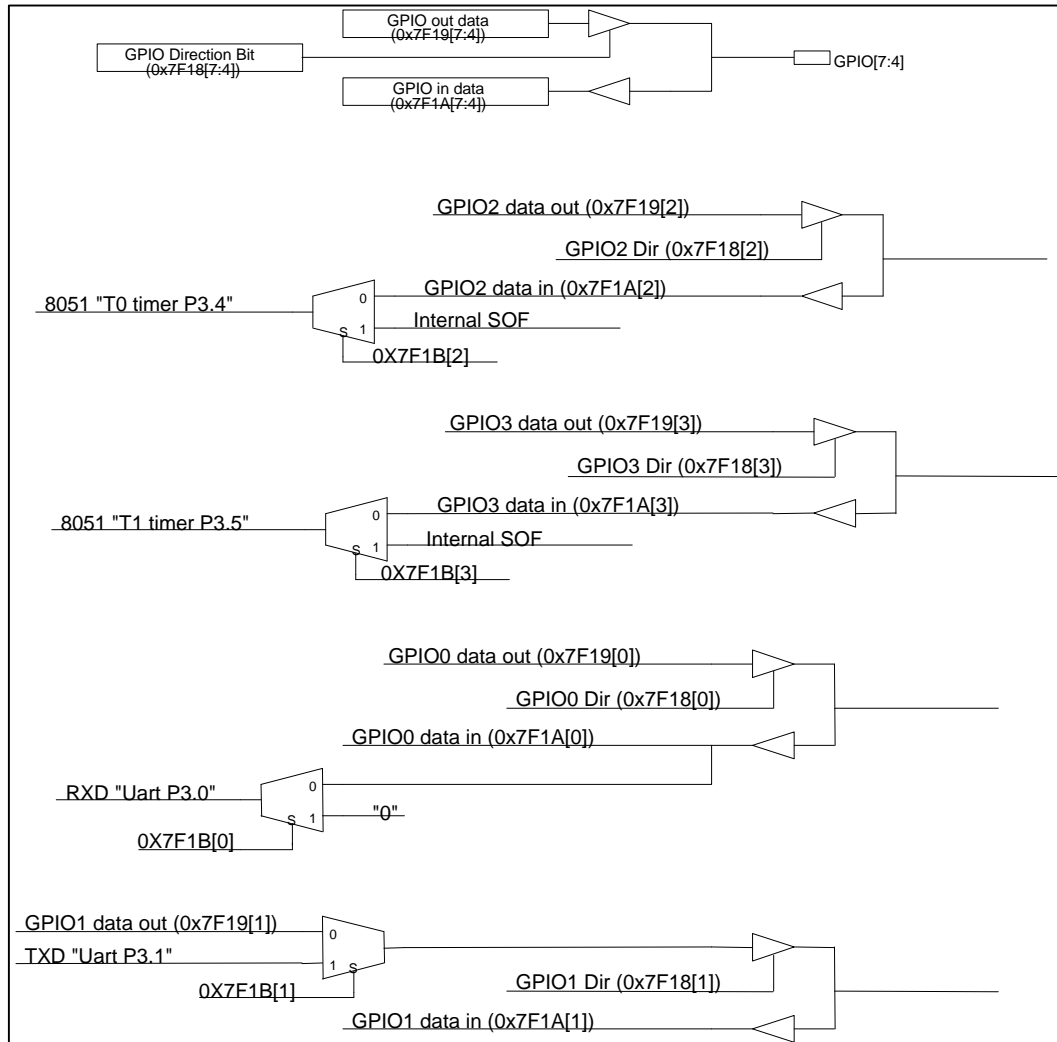 GPIO out data
(0x7F19[7:4])
GPIO Direction Bit
(0x7F18[7:4])
GPIO[7:4]
GPIO in data
(0x7F1A[7:4])
GPIO2 data out (0x7F19[2])
GPIO2 Dir (0x7F18[2])
GPIO2 data in (0x7F1A[2])
0
8051 "T0 timer P3.4"
Internal SOF
S 1
0X7F1B[2]
GPIO3 data out (0x7F19[3])
GPIO3 Dir (0x7F18[3])
GPIO3 data in (0x7F1A[3])
0
8051 "T1 timer P3.5"
Internal SOF
S 1
0X7F1B[3]
GPIO0 data out (0x7F19[0])
GPIO0 Dir (0x7F18[0])
GPIO0 data in (0x7F1A[0])
0
RXD "Uart P3.0"
S 1 "0"
0X7F1B[0]
GPIO1 data out (0x7F19[1])
0
TXD "Uart P3.1"
1 S
0X7F1B[1]
GPIO1 Dir (0x7F18[1])
GPIO1 data in (0x7F1A[1])